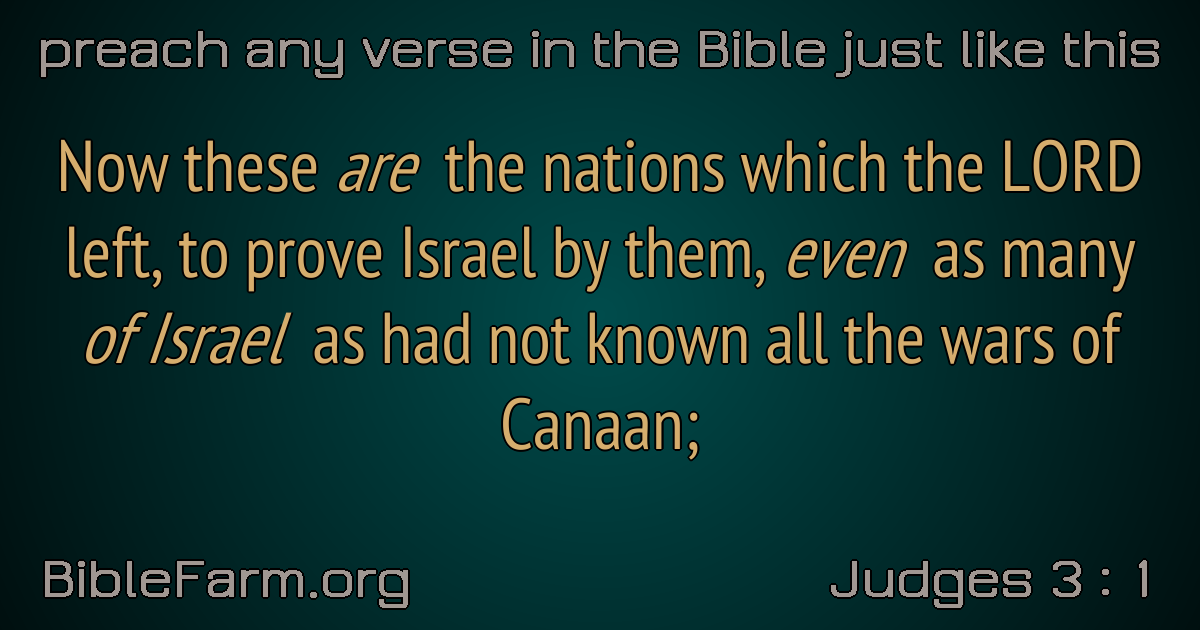 preach any verse in the Bible just like this
Now these are the nations which the LORD
left, to prove Israel by them, even as many
of Israel as had not known all the wars of
Canaan;
BibleFarm.org
Judges 3 : 1